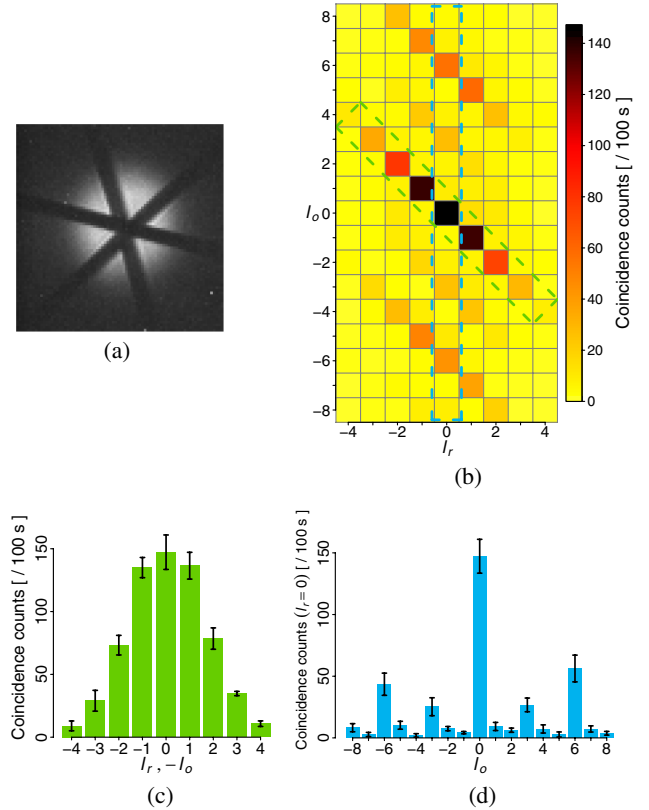 8
6
4
2
l_o 0
−2
−4
−6
−8
−4 −2 0 2 4
l_r
140
120
100
80
60
40
20
0
Coincidence counts [ / 100 s ]
(a)
(b)
Coincidence counts [ / 100 s]
150
100
50
0
−4 −3 −2 −1 0 1 2 3 4
l_r , −l_o
(c)
Coincidence counts (l_r = 0) [ / 100 s]
150
100
50
0
−8 −6 −4 −2 0 2 4 6 8
l_o
(d)